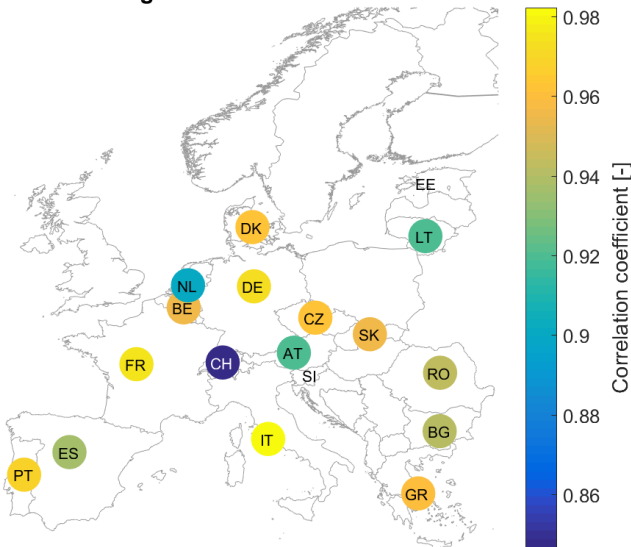 0.98
0.96
0.94
0.92
0.9
0.88
0.86
Correlation coefficient [-]
EE
LT
DK
NL
DE
BE
CZ
SK
AT
CH
FR
SI
RO
IT
BG
ES
PT
GR